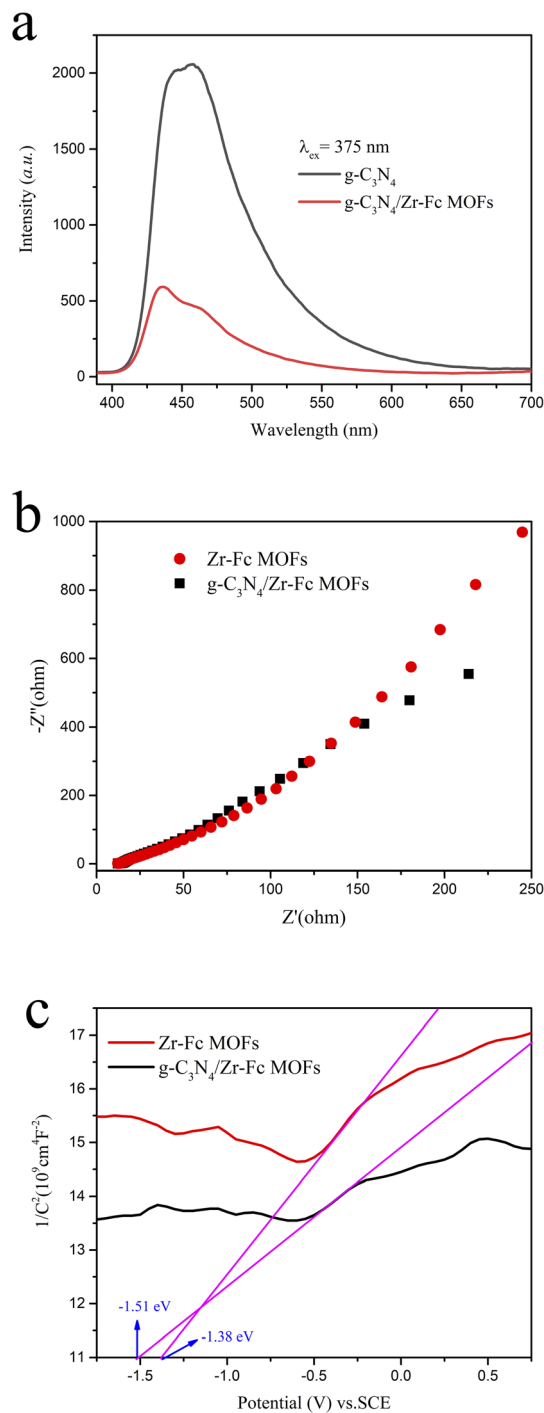 a
2000
1500
1000
500
0
Intensity (a.u.)
λex= 375 nm
g-C3N4
g-C3N4/Zr-Fc MOFs
400 450 500 550 600 650 700
Wavelength (nm)
b
1000
800
600
400
200
0
-Z''(ohm)
Zr-Fc MOFs
g-C3N4/Zr-Fc MOFs
0 50 100 150 200 250
Z'(ohm)
c
17
16
15
14
13
12
11
1/C²(10⁹cm⁴F⁻²)
Zr-Fc MOFs
g-C3N4/Zr-Fc MOFs
-1.51 eV
-1.38 eV
-1.5 -1.0 -0.5 0.0 0.5
Potential (V) vs.SCE